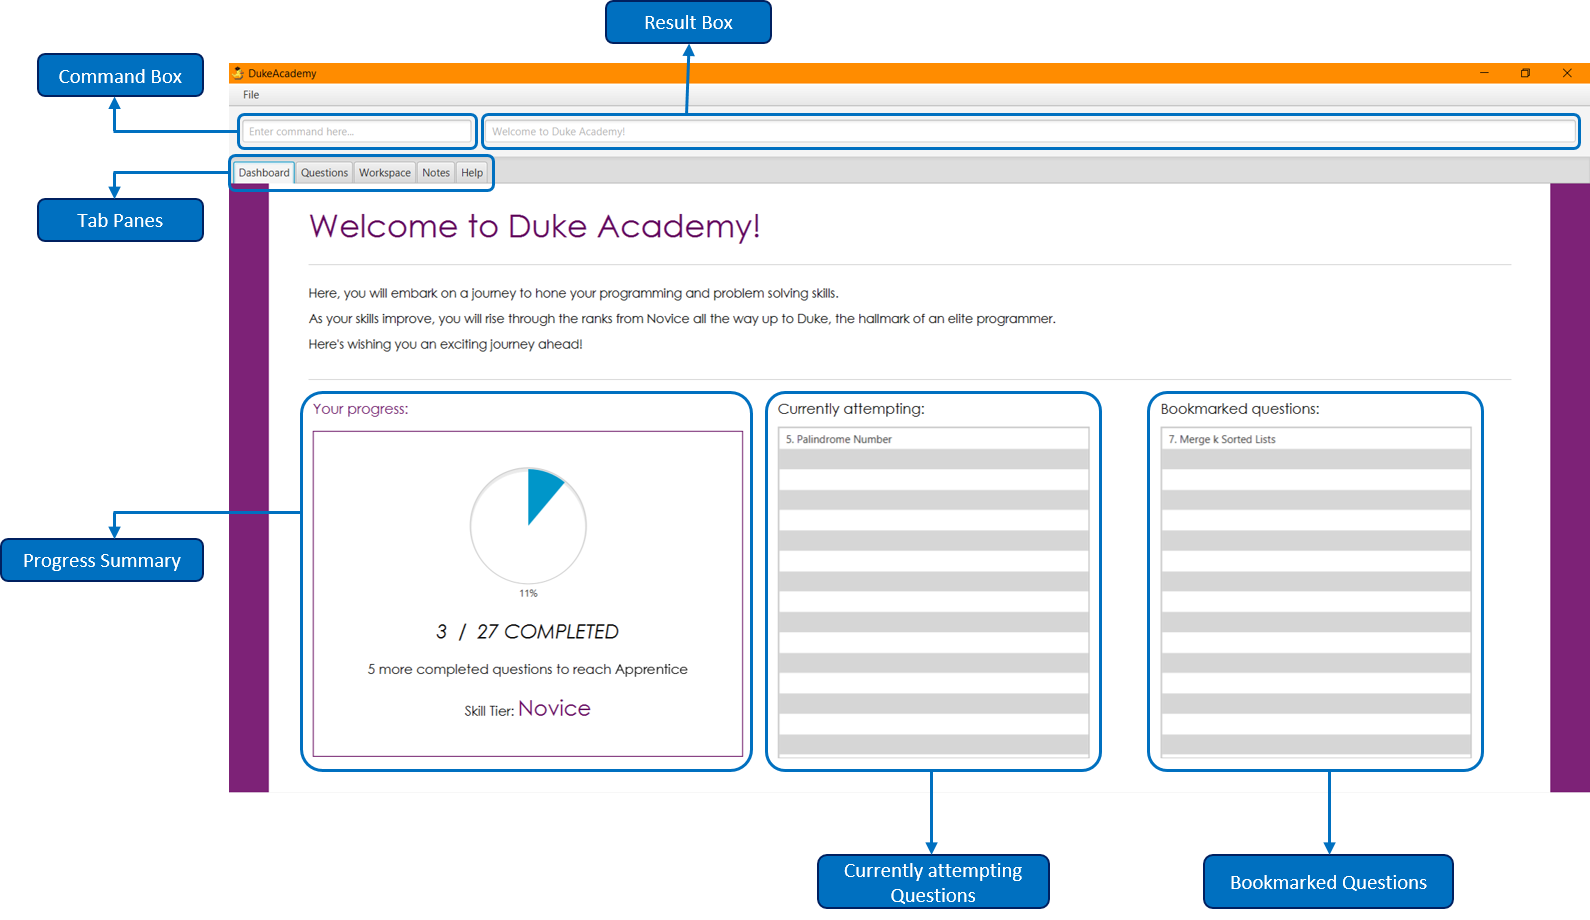 Result Box
Command Box
DukeAcademy
File
Enter command here...
Welcome to Duke Academy!
Dashboard
Questions
Workspace
Notes
Help
Tab Panes
Welcome to Duke Academy!
Here, you will embark on a journey to hone your programming and problem solving skills.
As your skills improve, you will rise through the ranks from Novice all the way up to Duke, the hallmark of an elite programmer.
Here's wishing you an exciting journey ahead!
Your progress:
Currently attempting:
Bookmarked questions:
5. Palindrome Number
7. Merge k Sorted Lists
Progress Summary
11%
3 / 27 COMPLETED
5 more completed questions to reach Apprentice
Skill Tier: Novice
Currently attempting
Questions
Bookmarked Questions